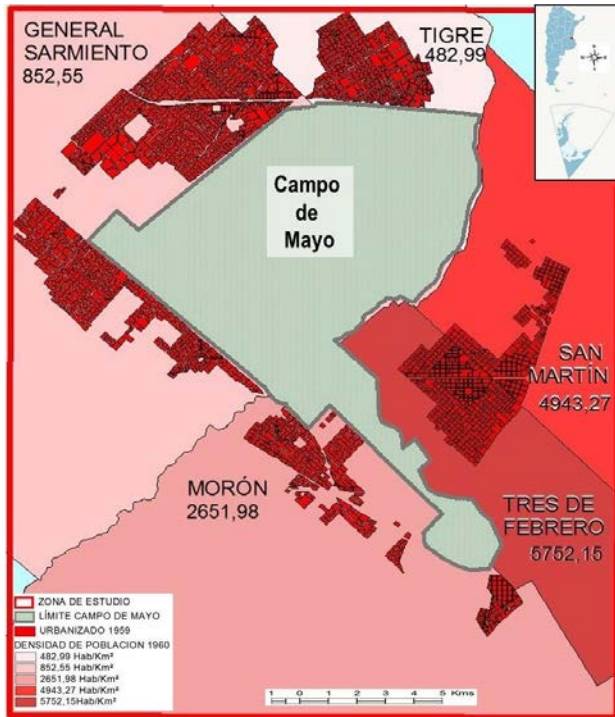 GENERAL
SARMIENTO
852,55
TIGRE
482,99
Campo
de
Mayo
SAN
MARTÍN
4943,27
MORÓN
2651,98
TRES DE
FEBRERO
5752,15
ZONA DE ESTUDIO
LÍMITE CAMPO DE MAYO
URBANIZADO 1959
DENSIDAD DE POBLACION 1960
482,99 Hab/Km²
852,55 Hab/Km²
2651,98 Hab/Km²
4943,27 Hab/Km²
5752,15Hab/Km²
1 0 1 2 3 4 5 Kms